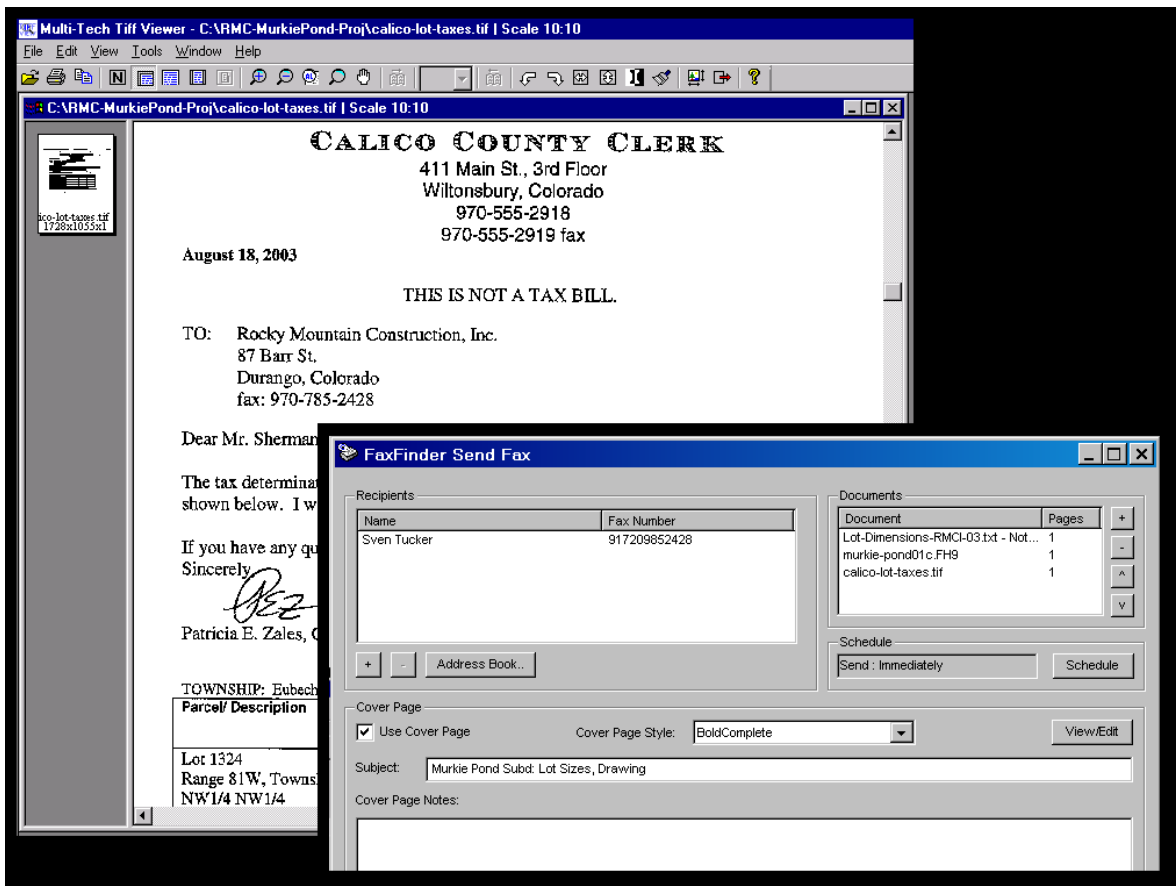 Multi-Tech Tiff Viewer - C:\RMC-MurkiePond-Proj\calico-lot-taxes.tif | Scale 10:10
File Edit View Tools Window Help
N
C:\RMC-MurkiePond-Proj\calico-lot-taxes.tif | Scale 10:10
ico-lot-taxes.tif
1728x1055x1
CALICO COUNTY CLERK
411 Main St., 3rd Floor
Wiltonsbury, Colorado
970-555-2918
970-555-2919 fax
August 18, 2003
THIS IS NOT A TAX BILL.
TO: Rocky Mountain Construction, Inc.
87 Barr St.
Durango, Colorado
fax: 970-785-2428
Dear Mr. Sherman
The tax determinat
shown below. I w
If you have any qu
Sincerely,
PEZ
Patricia E. Zales, C
TOWNSHIP: Eubech
Parcel/ Description
Lot 1324
Range 81W, Towns
NW1/4 NW1/4
FaxFinder Send Fax
Recipients
Name Fax Number
Sven Tucker 917209852428
+ - Address Book..
Documents
Document Pages
Lot-Dimensions-RMCI-03.txt - Not... 1
murkie-pond01c.FH9 1
calico-lot-taxes.tif 1
+
-
^
v
Schedule
Send : Immediately Schedule
Cover Page
Use Cover Page Cover Page Style: BoldComplete View/Edit
Subject: Murkie Pond Subd: Lot Sizes, Drawing
Cover Page Notes: